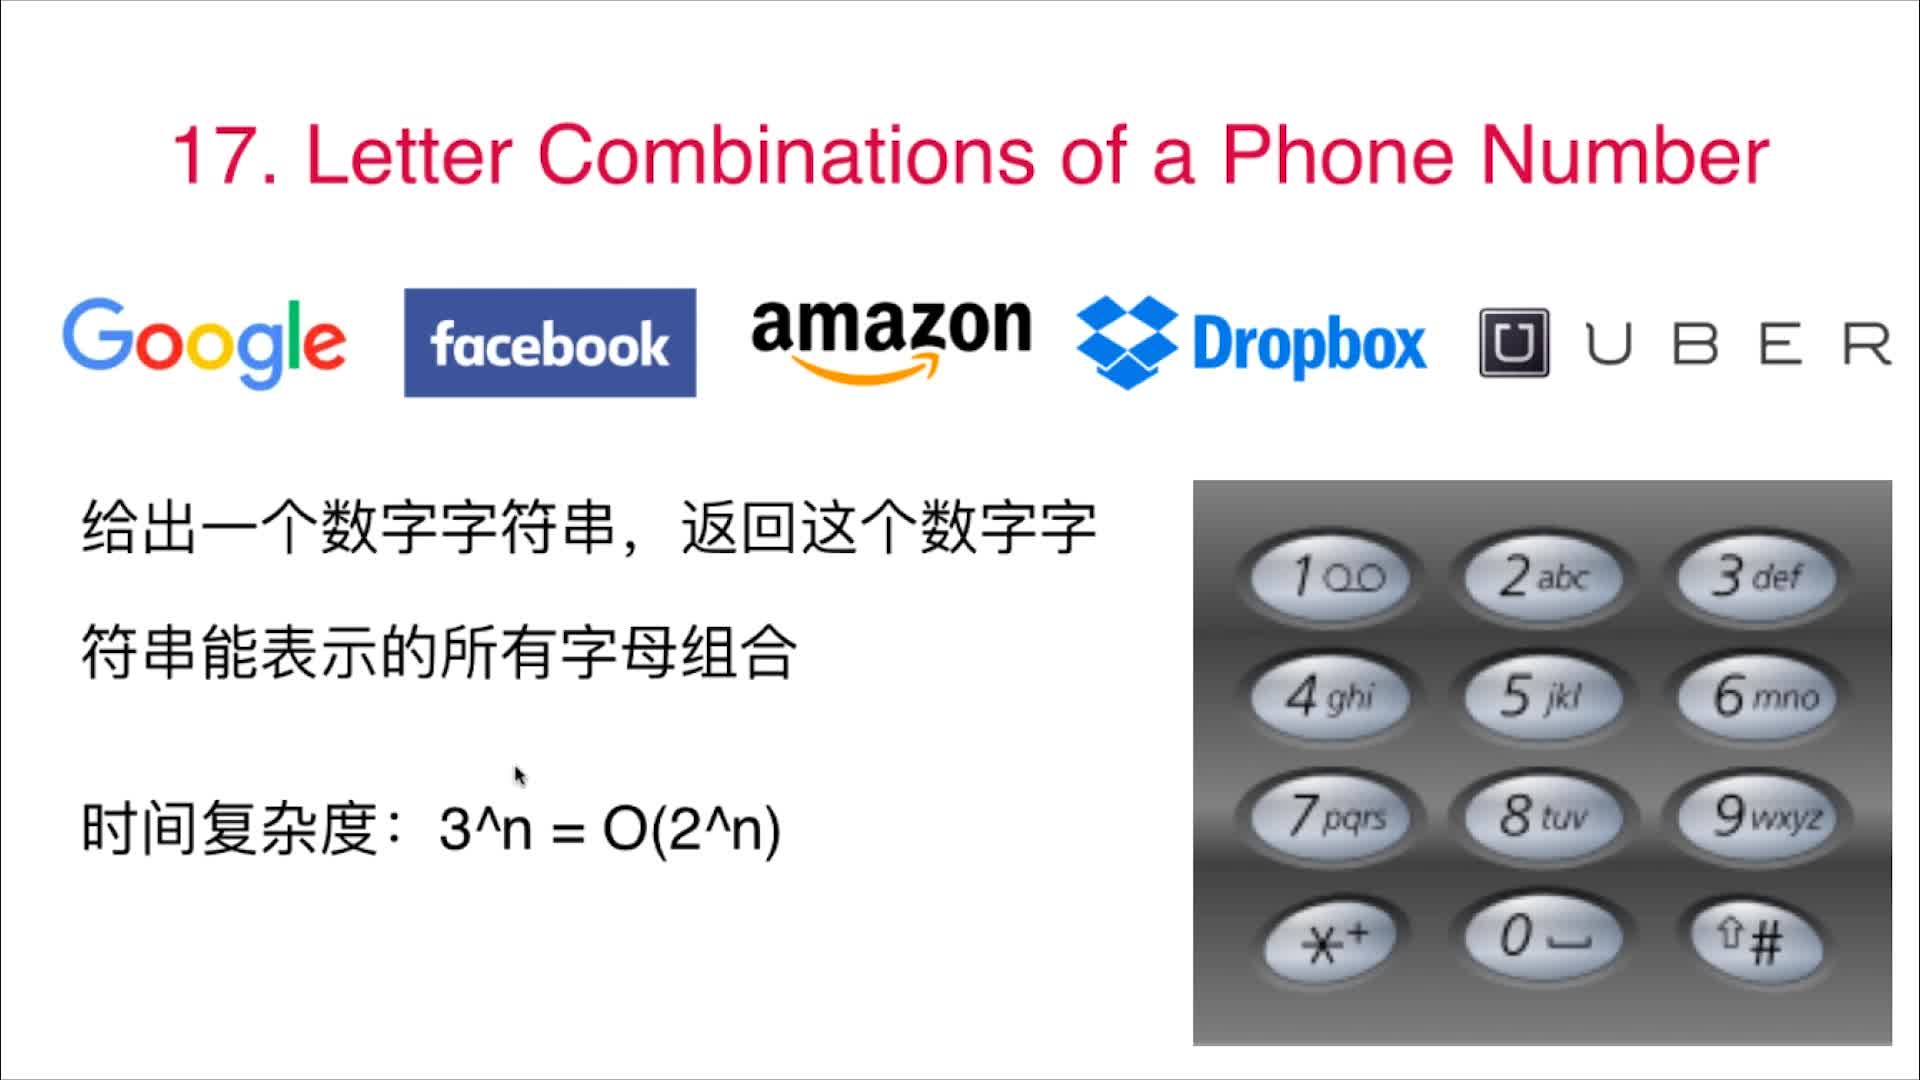 17. Letter Combinations of a Phone Number
Google facebook amazon Dropbox U UBER
给出一个数字字符串，返回这个数字字
符串能表示的所有字母组合
时间复杂度：3^n = O(2^n)
1 2 abc 3 def
4 ghi 5 jkl 6 mno
7 pqrs 8 tuv 9 wxyz
*+ 0 #